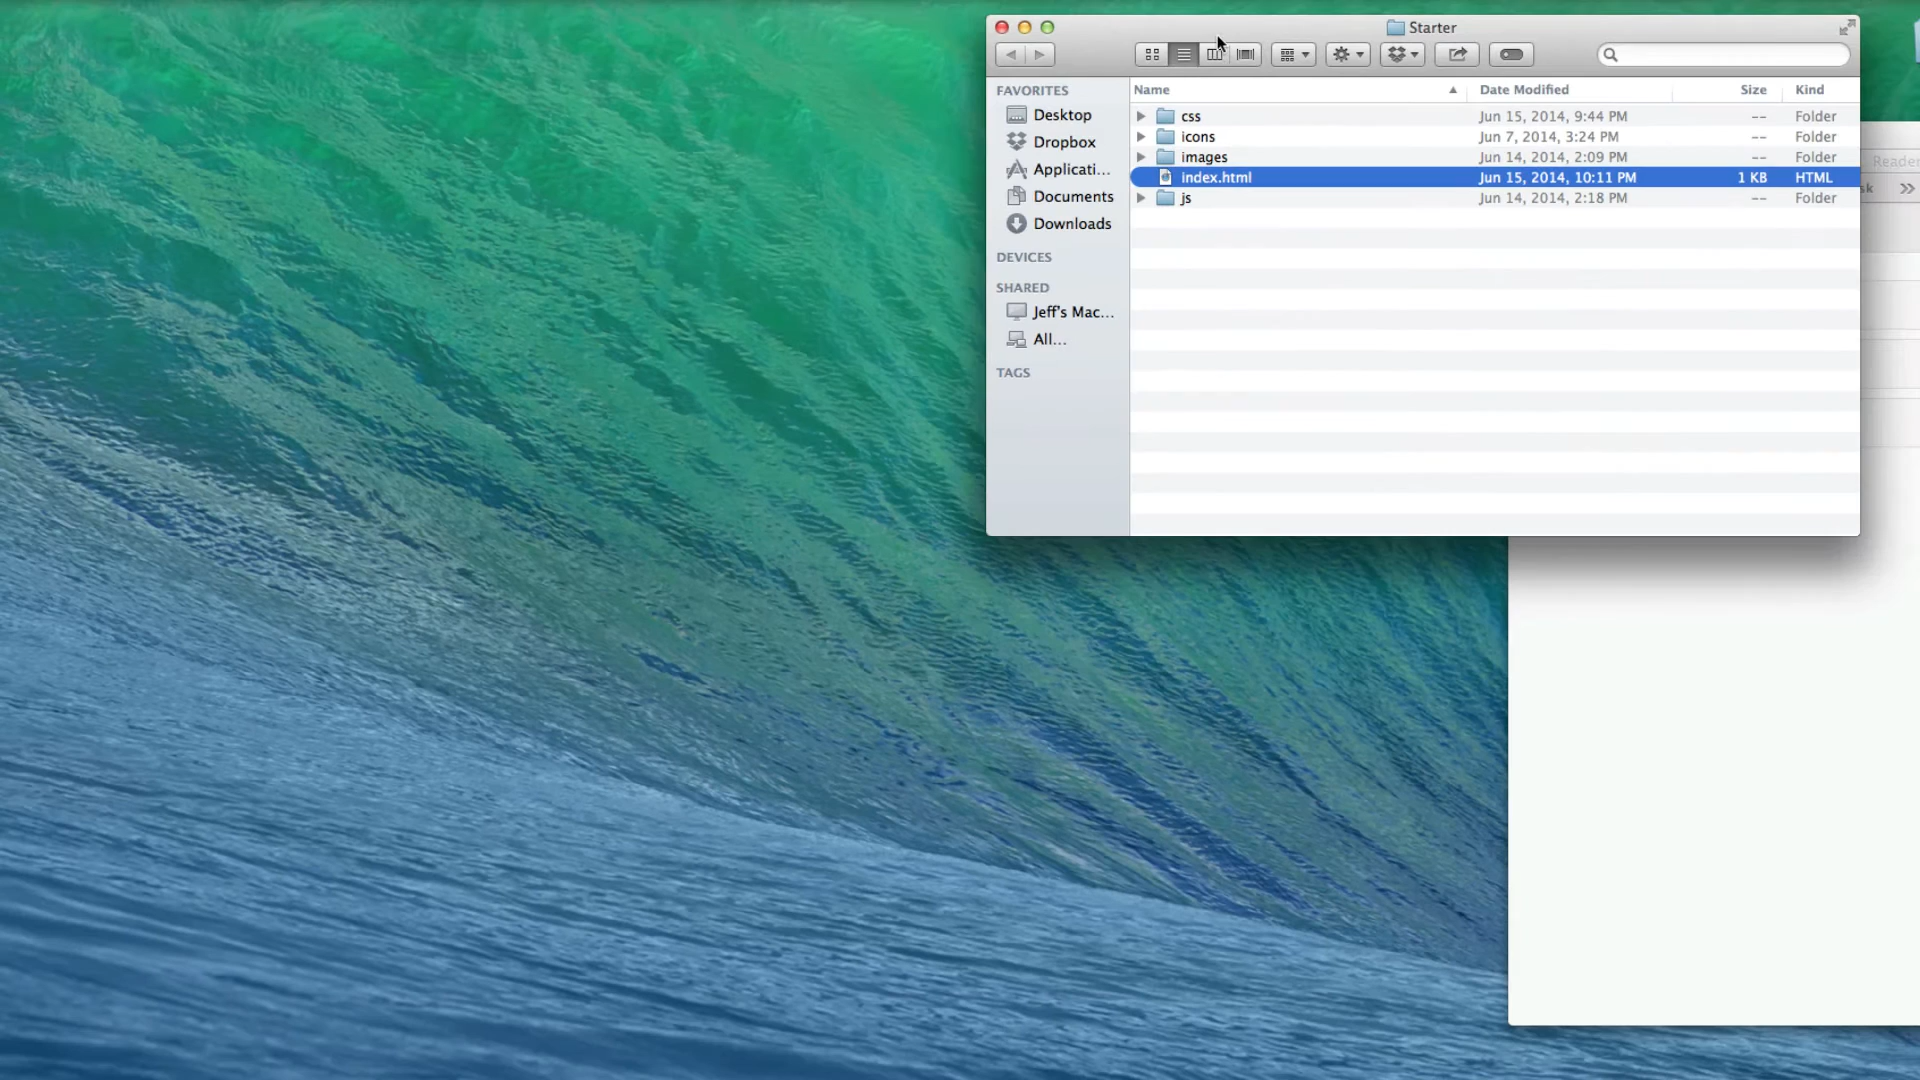 Starter
FAVORITES
Desktop
Dropbox
Applicati...
Documents
Downloads
DEVICES
SHARED
Jeff's Mac...
All...
TAGS
Name Date Modified Size Kind
css Jun 15, 2014, 9:44 PM -- Folder
icons Jun 7, 2014, 3:24 PM -- Folder
images Jun 14, 2014, 2:09 PM -- Folder
index.html Jun 15, 2014, 10:11 PM 1 KB HTML
js Jun 14, 2014, 2:18 PM -- Folder
Reader
sk